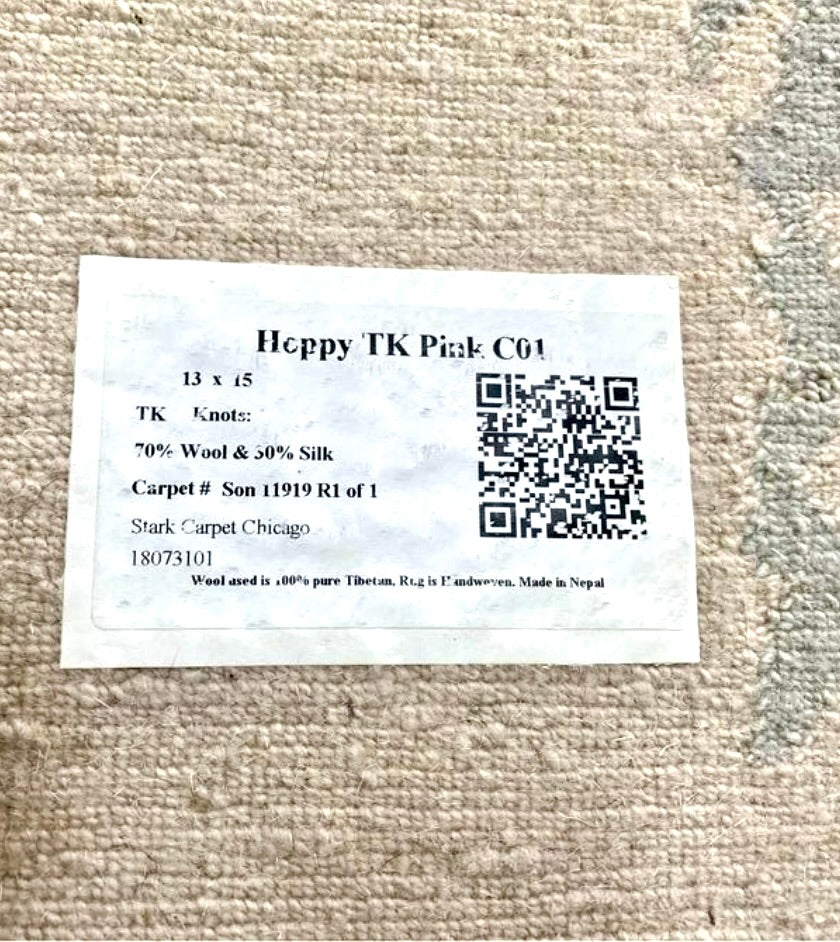 Hoppy TK Pink C01
13 x 15
TK Knots:
70% Wool & 30% Silk
Carpet # Son 11919 R1 of 1
Stark Carpet Chicago
18073101
Wool used is 100% pure Tibetan, Rug is Handwoven. Made in Nepal